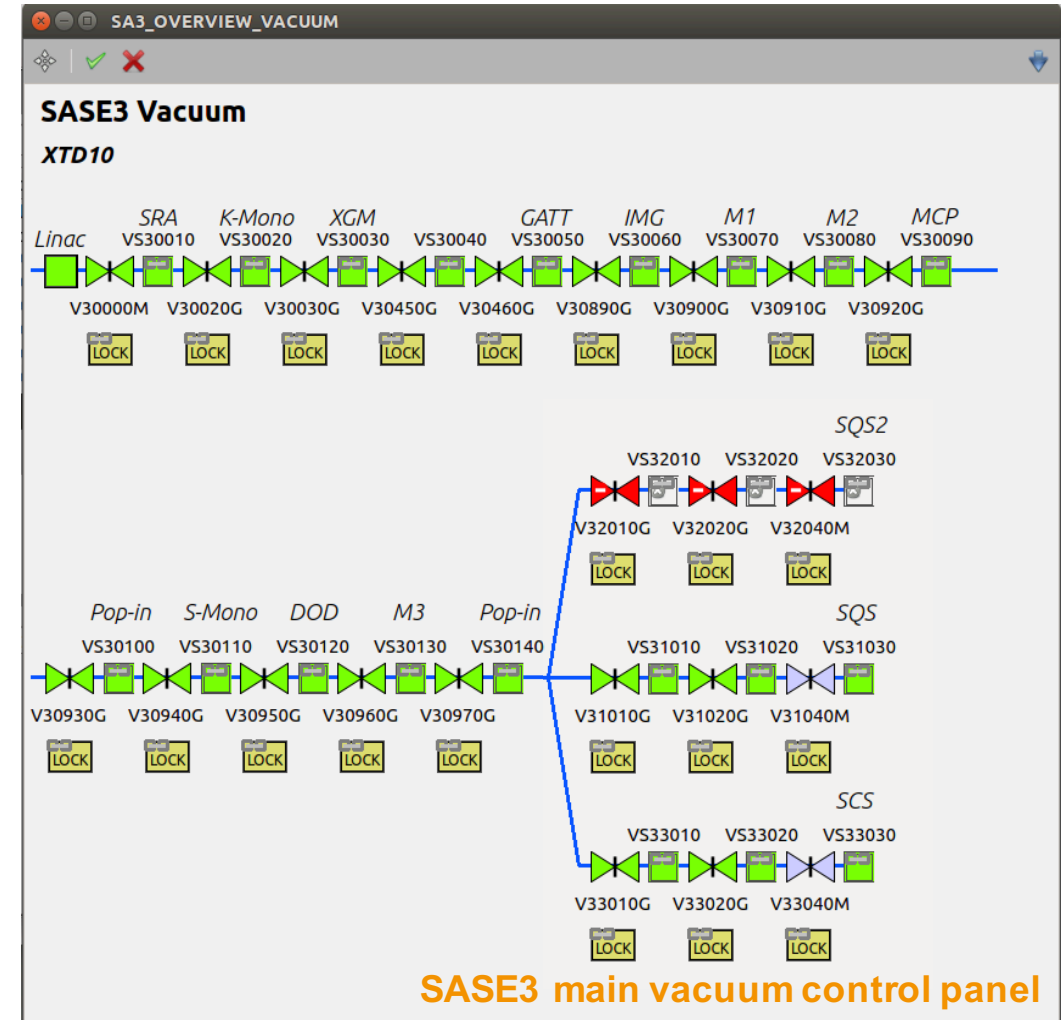 SA3_OVERVIEW_VACUUM
SASE3 Vacuum
XTD10
SRA K-Mono XGM GATT IMG M1 M2 MCP
Linac VS30010 VS30020 VS30030 VS30040 VS30050 VS30060 VS30070 VS30080 VS30090
V30000M V30020G V30030G V30450G V30460G V30890G V30900G V30910G V30920G
LOCK LOCK LOCK LOCK LOCK LOCK LOCK LOCK LOCK
SQS2
VS32010 VS32020 VS32030
V32010G V32020G V32040M
LOCK LOCK LOCK
Pop-in S-Mono DOD M3 Pop-in SQS
VS30100 VS30110 VS30120 VS30130 VS30140 VS31010 VS31020 VS31030
V30930G V30940G V30950G V30960G V30970G V31010G V31020G V31040M
LOCK LOCK LOCK LOCK LOCK LOCK LOCK LOCK
SCS
VS33010 VS33020 VS33030
V33010G V33020G V33040M
LOCK LOCK LOCK
SASE3 main vacuum control panel